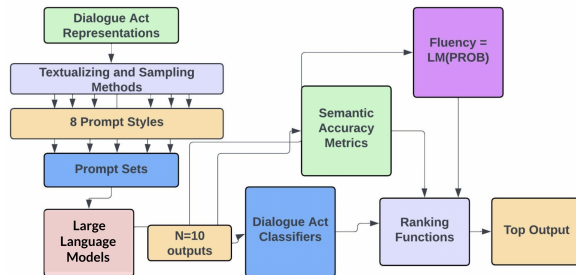 Dialogue Act
Representations
Textualizing and Sampling
Methods
8 Prompt Styles
Prompt Sets
Large
Language
Models
N=10
outputs
Dialogue Act
Classifiers
Semantic
Accuracy
Metrics
Fluency =
LM(PROB)
Ranking
Functions
Top Output